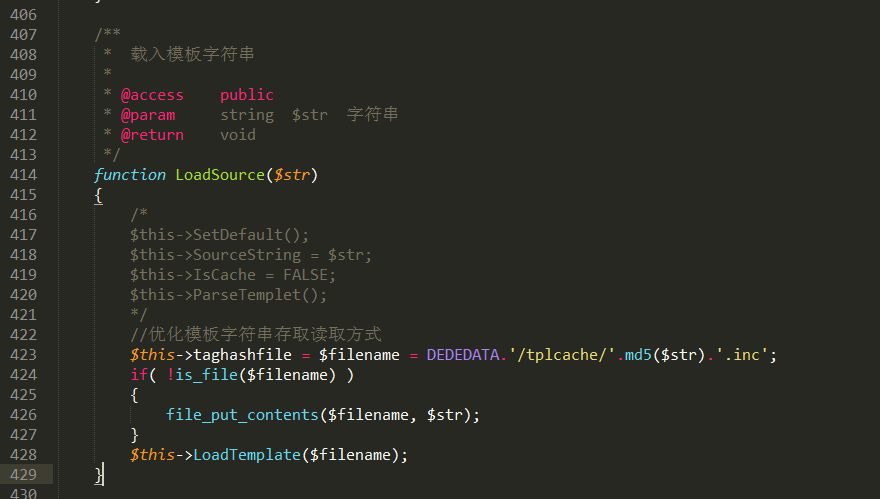 406
407 /**
408 * 载入模板字符串
409 *
410 * @access public
411 * @param string $str 字符串
412 * @return void
413 */
414 function LoadSource($str)
415 {
416 /*
417 $this->SetDefault();
418 $this->SourceString = $str;
419 $this->IsCache = FALSE;
420 $this->ParseTemplet();
421 */
422 //优化模板字符串存取读取方式
423 $this->taghashfile = $filename = DEDEDATA.'/tplcache/'.md5($str).'.inc';
424 if( !is_file($filename) )
425 {
426 file_put_contents($filename, $str);
427 }
428 $this->LoadTemplate($filename);
429 }
430